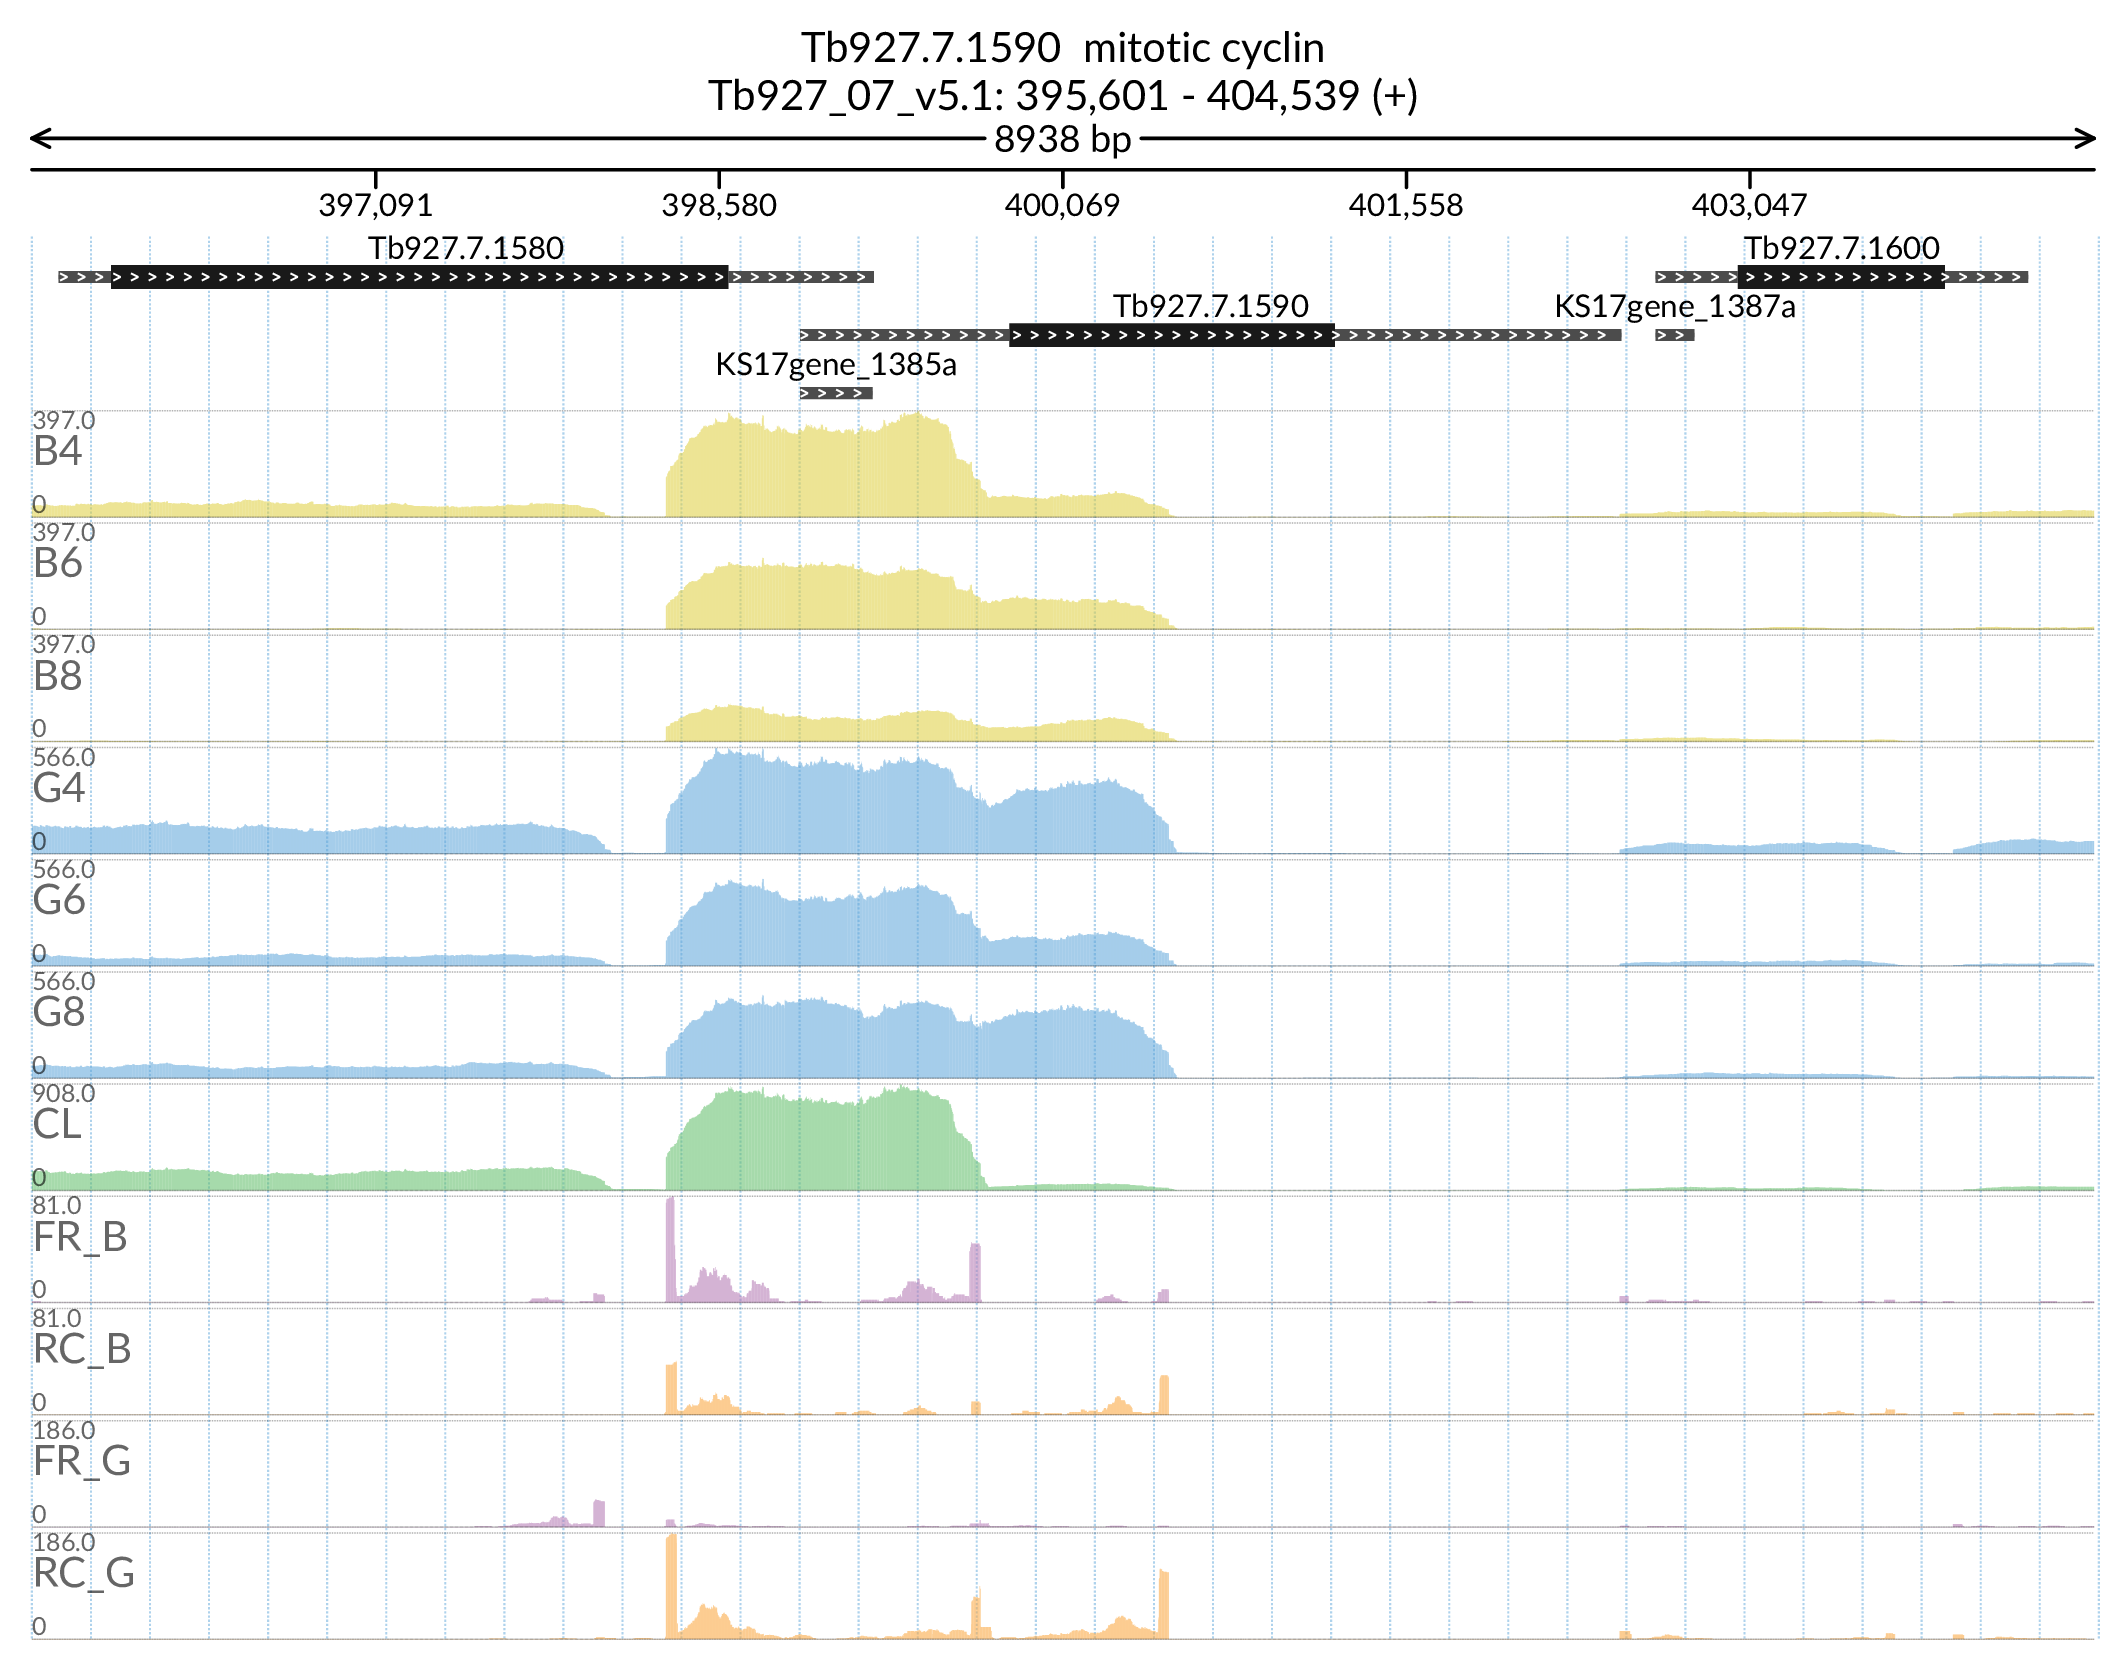 Tb927.7.1590 mitotic cyclin
Tb927_07_v5.1: 395,601 - 404,539 (+)
8938 bp
397,091 398,580 400,069 401,558 403,047
Tb927.7.1580 Tb927.7.1600
Tb927.7.1590 KS17gene_1387a
KS17gene_1385a
397.0
B4
0
397.0
B6
0
397.0
B8
0
566.0
G4
0
566.0
G6
0
566.0
G8
0
908.0
CL
0
81.0
FR_B
0
81.0
RC_B
0
186.0
FR_G
0
186.0
RC_G
0